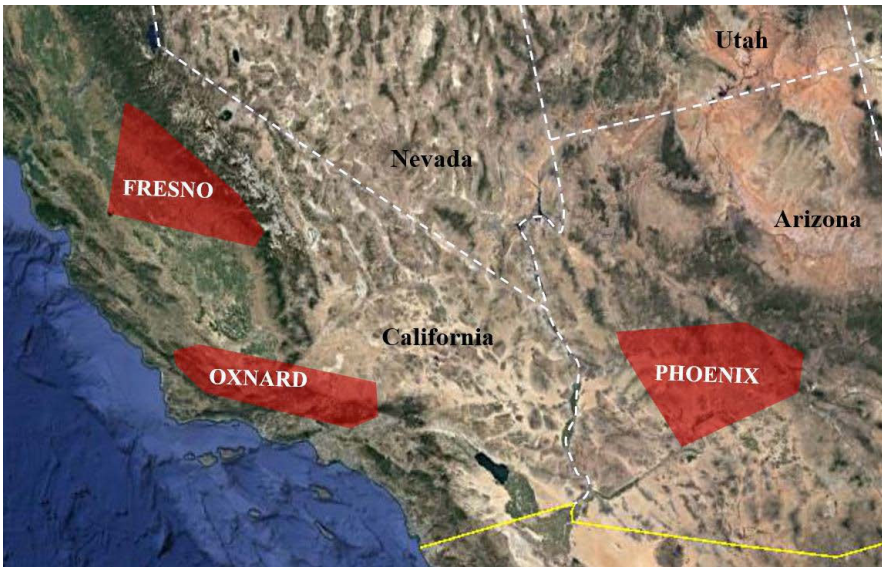 Utah
Nevada
FRESNO
Arizona
California
PHOENIX
OXNARD